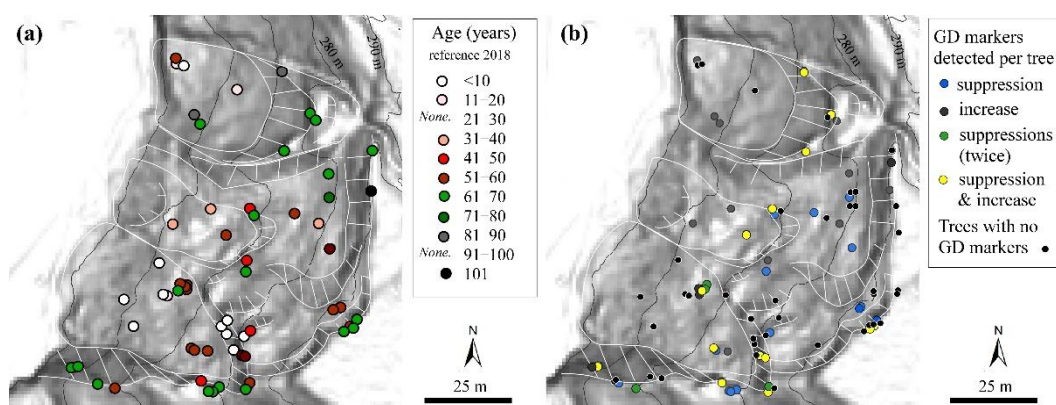 (a)
280 m
290 m
Age (years)
reference 2018
<10
11–20
None. 21–30
31–40
41–50
51–60
61–70
71–80
81–90
None. 91–100
101
N
25 m
(b)
280 m
290 m
GD markers
detected per tree
suppression
increase
suppressions
(twice)
suppression
& increase
Trees with no
GD markers
N
25 m